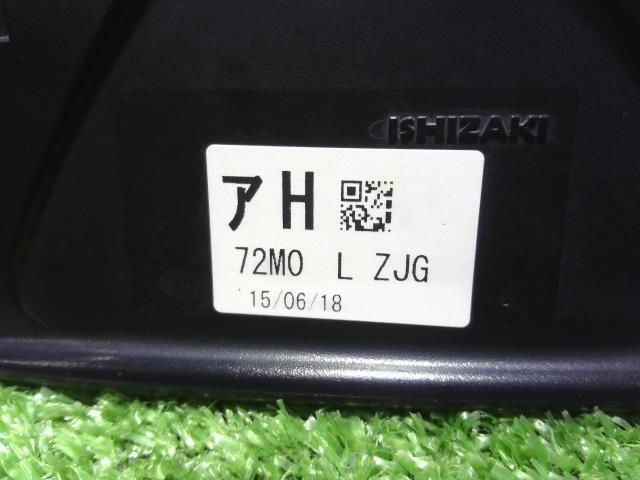 ISHIZAKI
アH
72M0 L ZJG
15/06/18